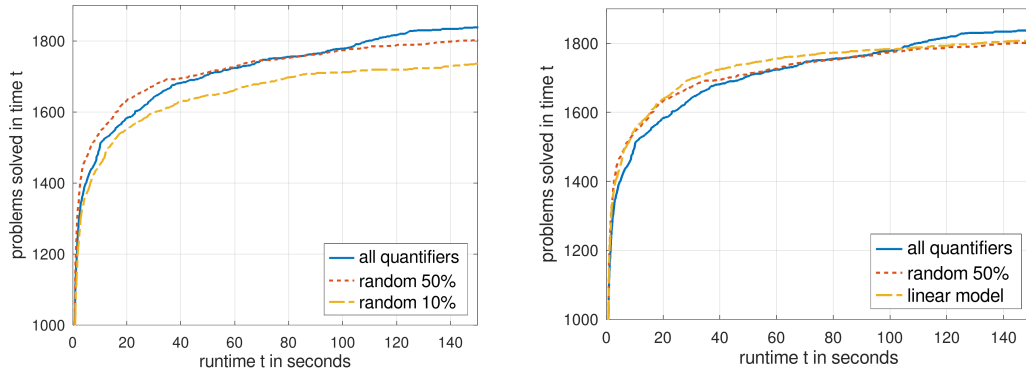 problems solved in time t
1800
1600
1400
1200
1000
0 20 40 60 80 100 120 140
runtime t in seconds
all quantifiers
random 50%
random 10%
problems solved in time t
1800
1600
1400
1200
1000
0 20 40 60 80 100 120 140
runtime t in seconds
all quantifiers
random 50%
linear model